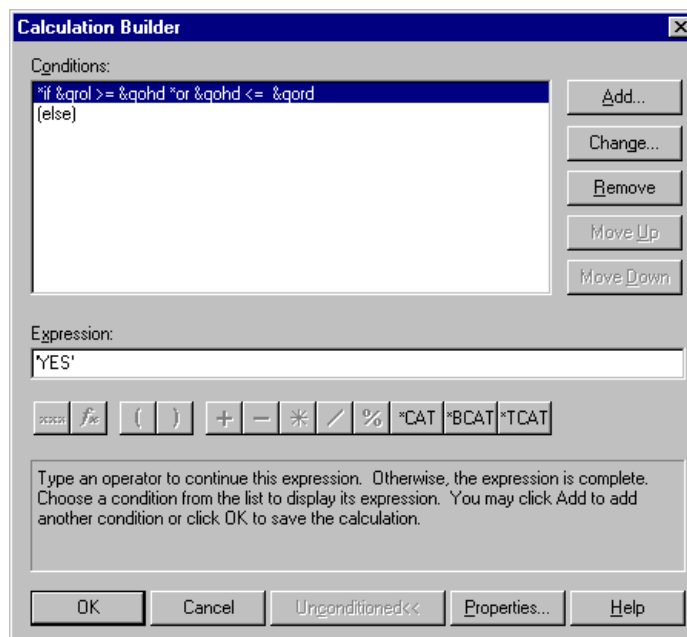 Calculation Builder
Conditions:
*if &qrol >= &qohd *or &qohd <= &qord
(else)
Add...
Change...
Remove
Move Up
Move Down
Expression:
'YES'
xxx fx ( ) + − * / % *CAT *BCAT *TCAT
Type an operator to continue this expression. Otherwise, the expression is complete.
Choose a condition from the list to display its expression. You may click Add to add
another condition or click OK to save the calculation.
OK Cancel Unconditioned<< Properties... Help